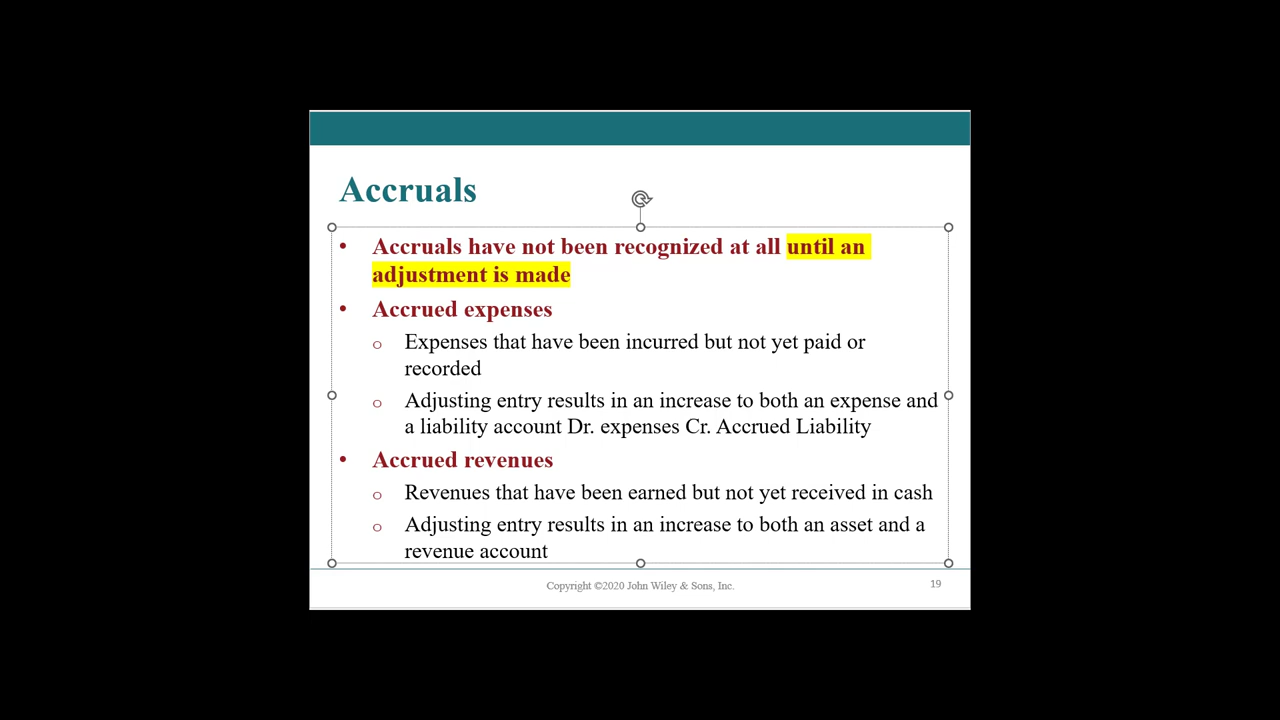 Accruals
• Accruals have not been recognized at all until an
adjustment is made
• Accrued expenses
o Expenses that have been incurred but not yet paid or
recorded
o Adjusting entry results in an increase to both an expense and
a liability account Dr. expenses Cr. Accrued Liability
• Accrued revenues
o Revenues that have been earned but not yet received in cash
o Adjusting entry results in an increase to both an asset and a
revenue account
Copyright ©2020 John Wiley & Sons, Inc.
19